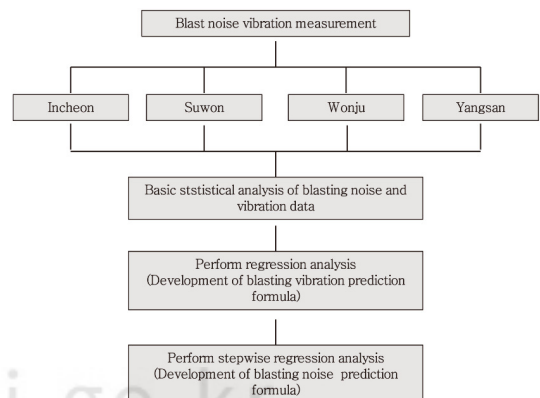 Blast noise vibration measurement
Incheon
Suwon
Wonju
Yangsan
Basic ststistical analysis of blasting noise and
vibration data
Perform regression analysis
(Development of blasting vibration prediction
formula)
Perform stepwise regression analysis
(Development of blasting noise prediction
formula)